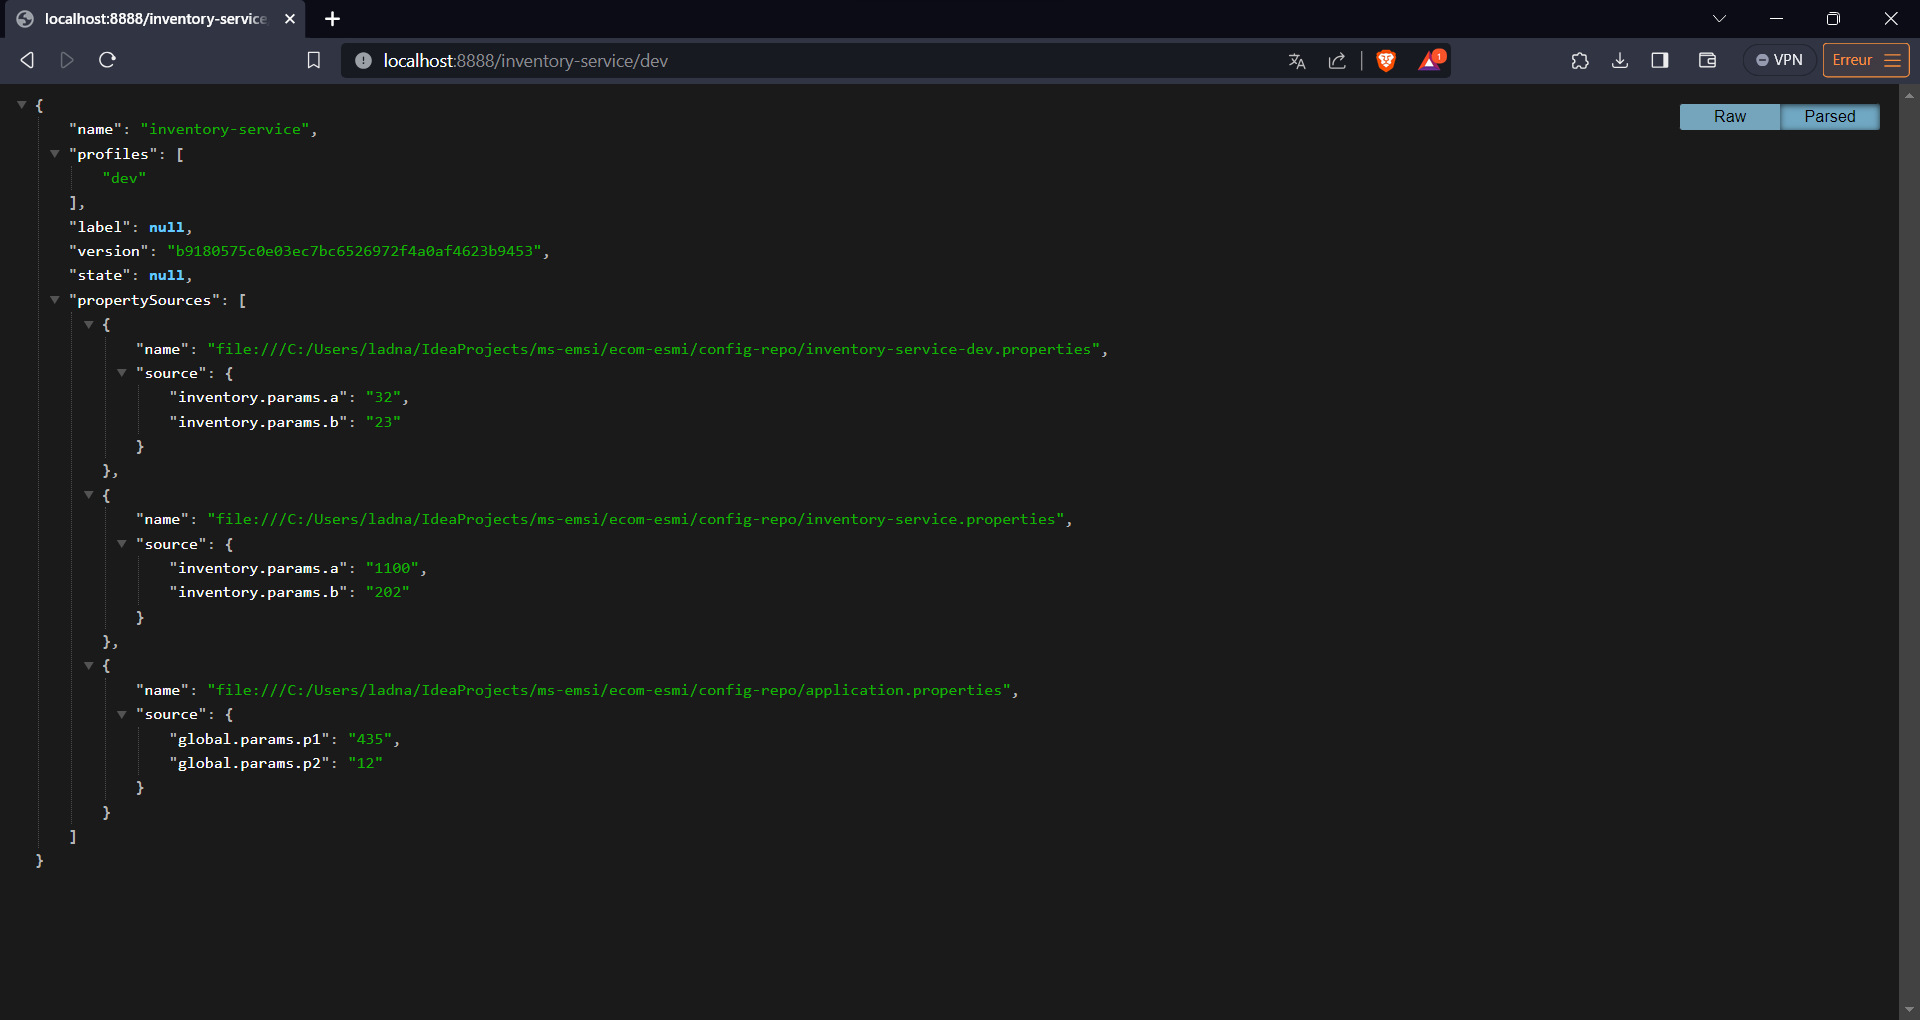 localhost:8888/inventory-service
localhost:8888/inventory-service/dev
1
VPN
Erreur
Raw
Parsed
{
"name": "inventory-service",
"profiles": [
"dev"
],
"label": null,
"version": "b9180575c0e03ec7bc6526972f4a0af4623b9453",
"state": null,
"propertySources": [
{
"name": "file:///C:/Users/ladna/IdeaProjects/ms-emsi/ecom-esmi/config-repo/inventory-service-dev.properties",
"source": {
"inventory.params.a": "32",
"inventory.params.b": "23"
}
},
{
"name": "file:///C:/Users/ladna/IdeaProjects/ms-emsi/ecom-esmi/config-repo/inventory-service.properties",
"source": {
"inventory.params.a": "1100",
"inventory.params.b": "202"
}
},
{
"name": "file:///C:/Users/ladna/IdeaProjects/ms-emsi/ecom-esmi/config-repo/application.properties",
"source": {
"global.params.p1": "435",
"global.params.p2": "12"
}
}
]
}